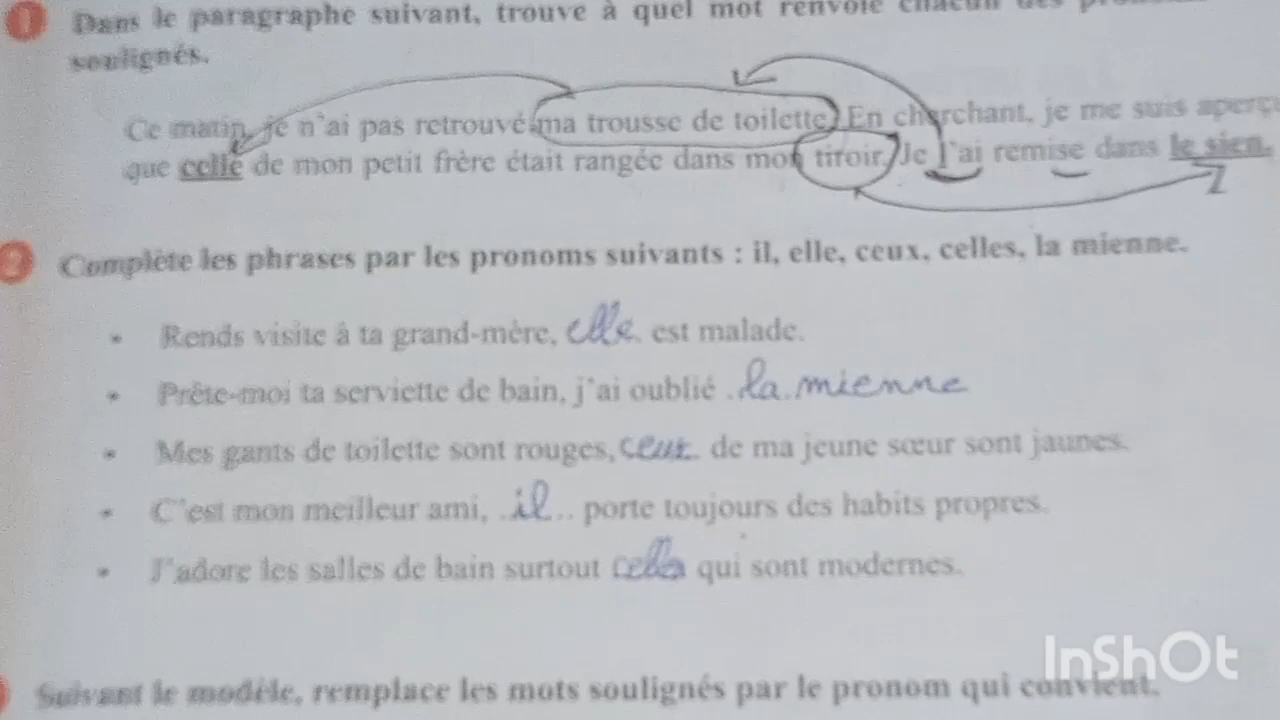 1 Dans le paragraphe suivant, trouve à quel mot renvoie chacun des
soulignés.
Ce matin, je n'ai pas retrouvé ma trousse de toilette. En cherchant, je me suis aperçu
que celle de mon petit frère était rangée dans mon tiroir. Je l'ai remise dans le sien.
2 Complète les phrases par les pronoms suivants : il, elle, ceux, celles, la mienne.
• Rends visite à ta grand-mère, elle est malade.
• Prête-moi ta serviette de bain, j'ai oublié la mienne
• Mes gants de toilette sont rouges, ceux de ma jeune sœur sont jaunes.
• C'est mon meilleur ami, il porte toujours des habits propres.
• J'adore les salles de bain surtout celles qui sont modernes.
InShOt
Suivant le modèle, remplace les mots soulignés par le pronom qui convient.